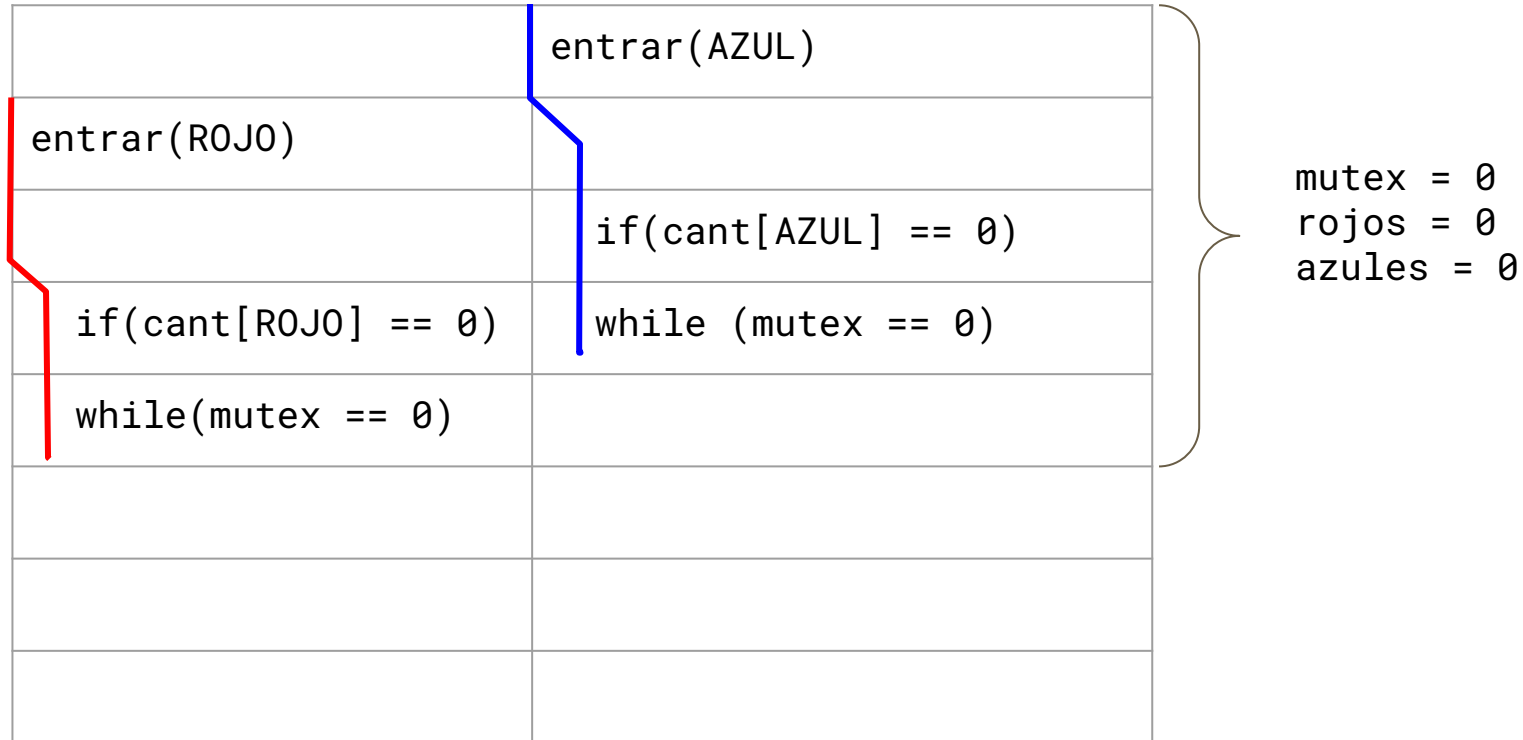 entrar(AZUL)
entrar(ROJO)
if(cant[AZUL] == 0)
if(cant[ROJO] == 0)
while (mutex == 0)
while(mutex == 0)
mutex = 0
rojos = 0
azules = 0